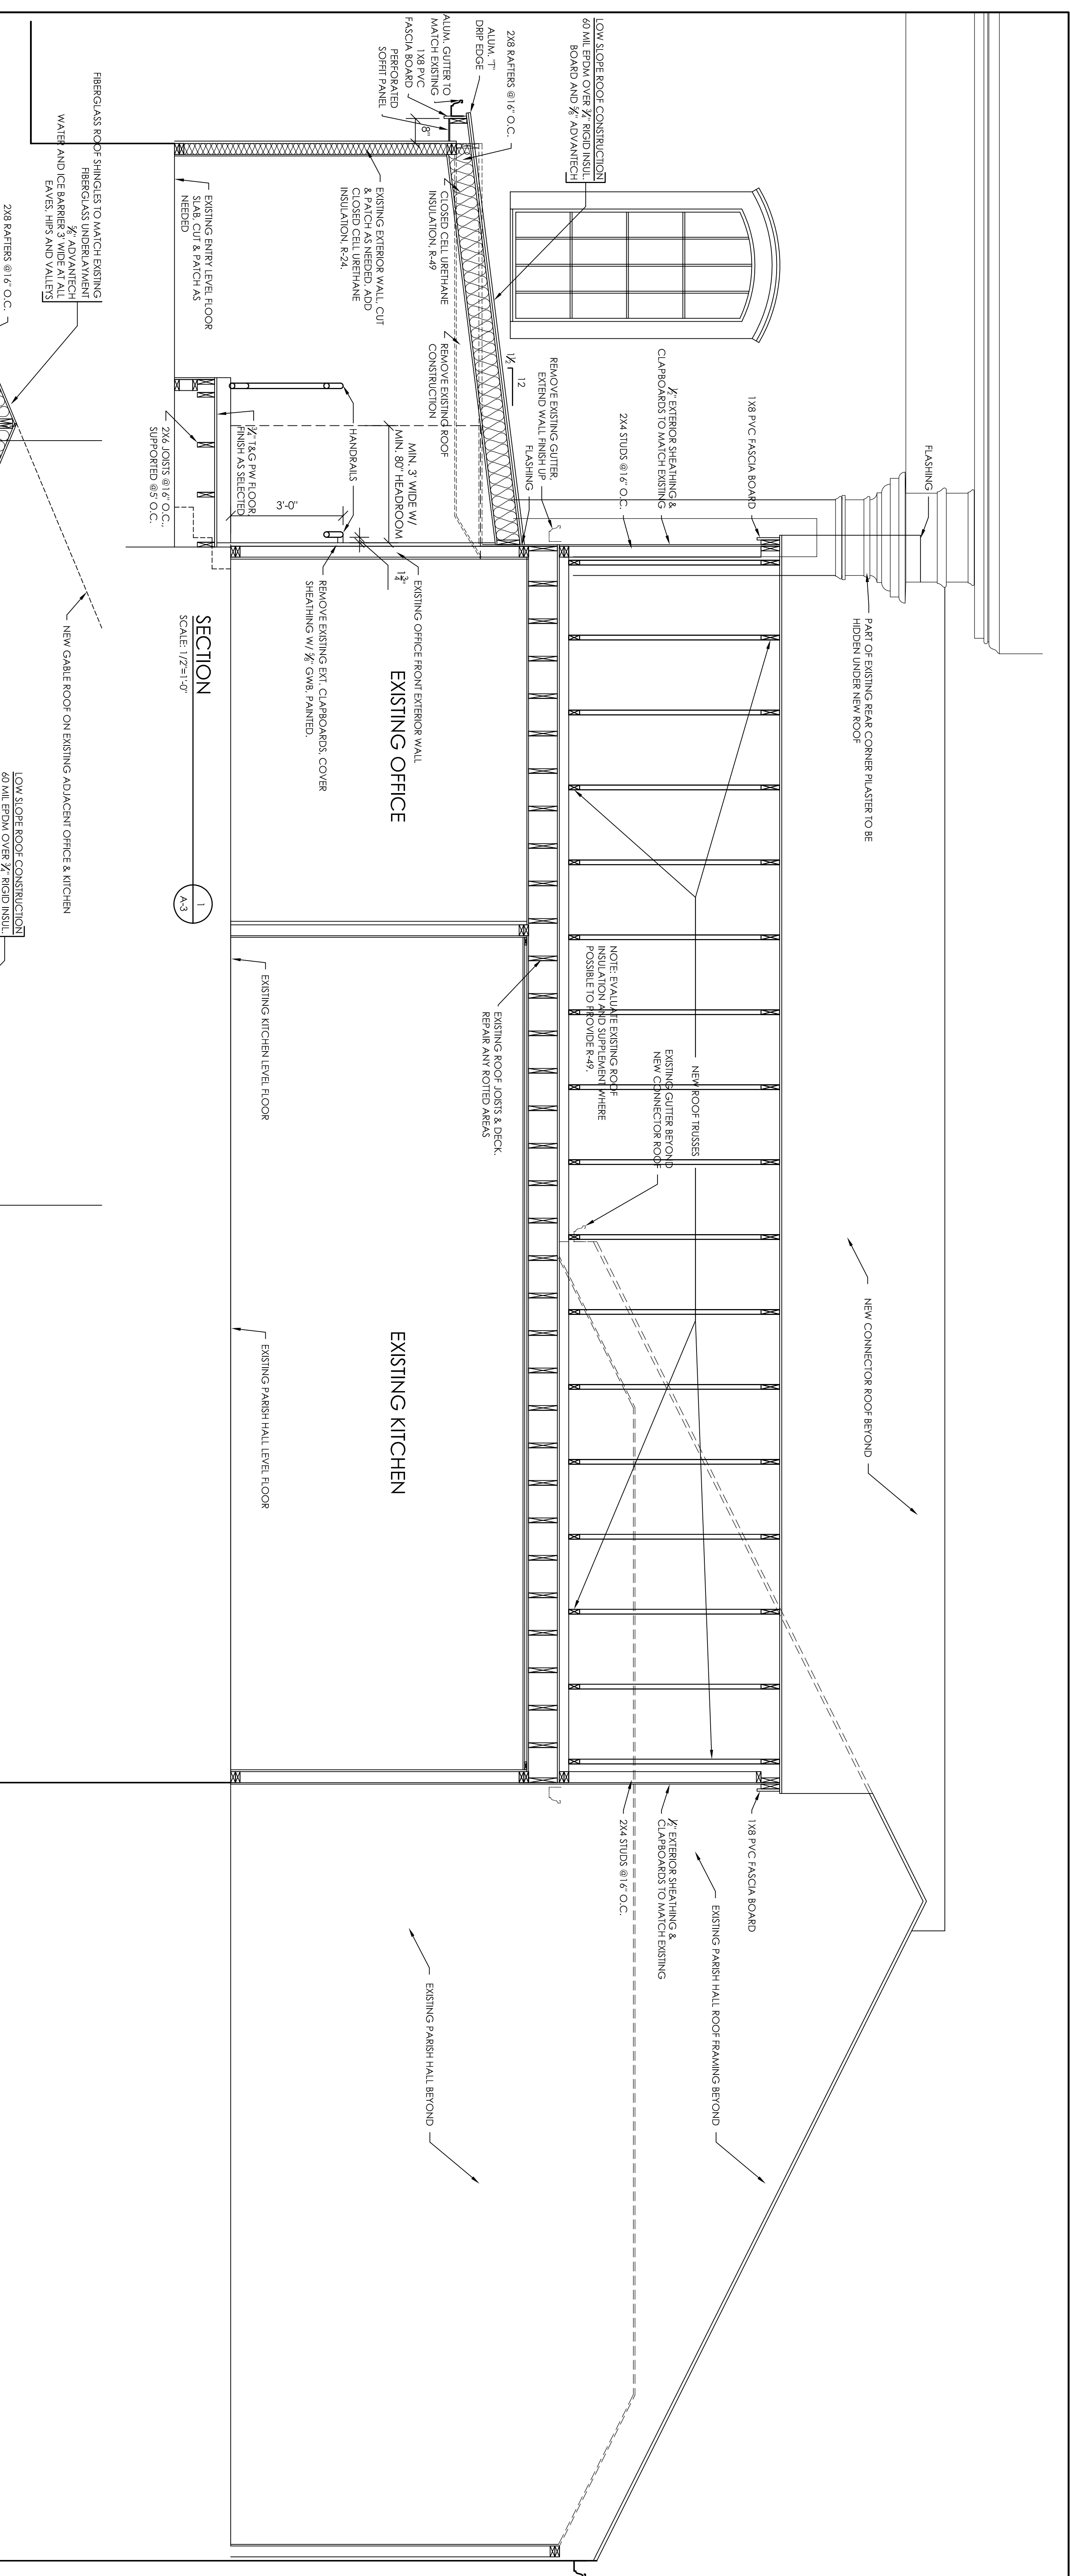 FLASHING
LOW SLOPE ROOF CONSTRUCTION
60 MIL EPDM OVER 3/4" RIGID INSUL.
BOARD AND 5/8" ADVANTECH
2X8 RAFTERS @16" O.C.
ALUM. "T"
DRIP EDGE
ALUM. GUTTER TO
MATCH EXISTING
1X8 PVC
FASCIA BOARD
PERFORATED
SOFFIT PANEL
8"
1X8 PVC FASCIA BOARD
1/2" EXTERIOR SHEATHING &
CLAPBOARDS TO MATCH EXISTING
2X4 STUDS @16" O.C.
REMOVE EXISTING GUTTER,
EXTEND WALL FINISH UP
FLASHING
12
1 1/2
PART OF EXISTING REAR CORNER PILASTER TO BE
HIDDEN UNDER NEW ROOF
NEW CONNECTOR ROOF BEYOND
NEW ROOF TRUSSES
EXISTING GUTTER BEYOND
NEW CONNECTOR ROOF
NOTE: EVALUATE EXISTING ROOF
INSULATION AND SUPPLEMENT WHERE
POSSIBLE TO PROVIDE R-49.
EXISTING ROOF JOISTS & DECK.
REPAIR ANY ROTTED AREAS
1X8 PVC FASCIA BOARD
EXISTING PARISH HALL ROOF FRAMING BEYOND
1/2" EXTERIOR SHEATHING &
CLAPBOARDS TO MATCH EXISTING
2X4 STUDS @16" O.C.
EXISTING PARISH HALL BEYOND
CLOSED CELL URETHANE
INSULATION, R-49
REMOVE EXISTING ROOF
CONSTRUCTION
EXISTING EXTERIOR WALL, CUT
& PATCH AS NEEDED. ADD
CLOSED CELL URETHANE
INSULATION, R-24.
MIN. 3' WIDE W/
MIN. 80" HEADROOM
HANDRAILS
3'-0"
1 3/4"
EXISTING OFFICE FRONT EXTERIOR WALL
EXISTING OFFICE
EXISTING KITCHEN
REMOVE EXISTING EXT. CLAPBOARDS, COVER
SHEATHING W/ 5/8" GWB, PAINTED.
EXISTING ENTRY LEVEL FLOOR
SLAB, CUT & PATCH AS
NEEDED
3/4" T&G PW FLOOR,
FINISH AS SELECTED
2X6 JOISTS @16" O.C.,
SUPPORTED @5' O.C.
EXISTING KITCHEN LEVEL FLOOR
EXISTING PARISH HALL LEVEL FLOOR
SECTION
SCALE: 1/2"=1'-0"
1
A-3
FIBERGLASS ROOF SHINGLES TO MATCH EXISTING
FIBERGLASS UNDERLAYMENT
5/8" ADVANTECH
WATER AND ICE BARRIER 3' WIDE AT ALL
EAVES, HIPS AND VALLEYS
2X8 RAFTERS @16" O.C.
NEW GABLE ROOF ON EXISTING ADJACENT OFFICE & KITCHEN
LOW SLOPE ROOF CONSTRUCTION
60 MIL EPDM OVER 3/4" RIGID INSUL.